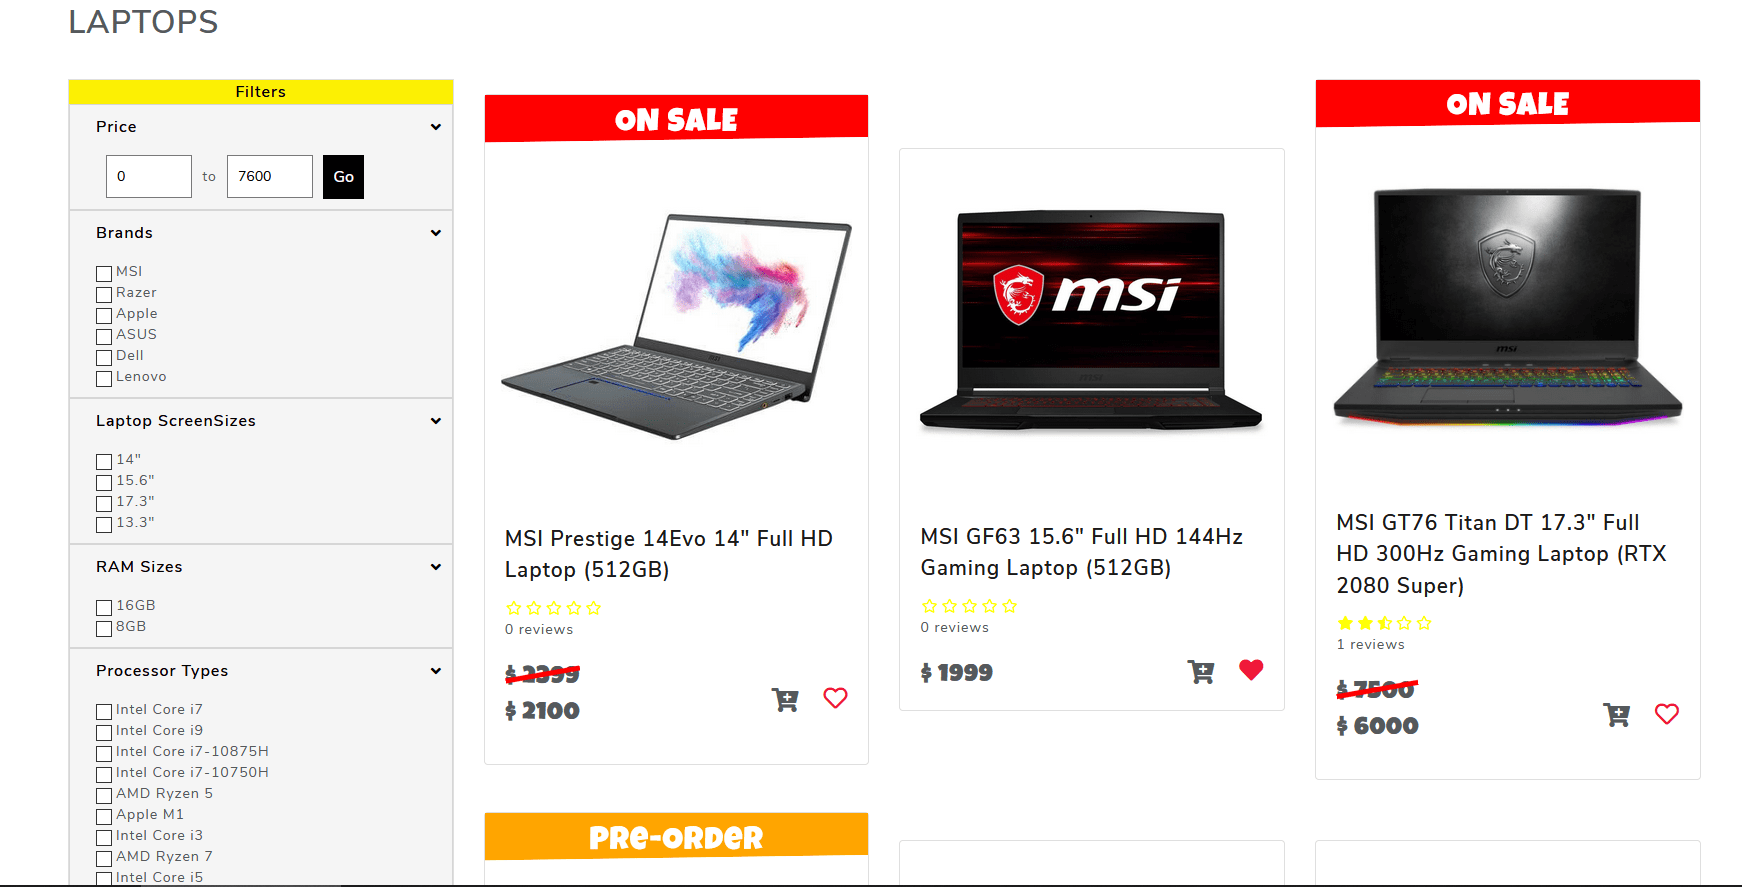 LAPTOPS
Filters
Price
0 to 7600 Go
Brands
MSI
Razer
Apple
ASUS
Dell
Lenovo
Laptop ScreenSizes
14"
15.6"
17.3"
13.3"
RAM Sizes
16GB
8GB
Processor Types
Intel Core i7
Intel Core i9
Intel Core i7-10875H
Intel Core i7-10750H
AMD Ryzen 5
Apple M1
Intel Core i3
AMD Ryzen 7
Intel Core i5
ON SALE
MSI Prestige 14Evo 14" Full HD
Laptop (512GB)
0 reviews
$ 2399
$ 2100
msi
MSI GF63 15.6" Full HD 144Hz
Gaming Laptop (512GB)
0 reviews
$ 1999
ON SALE
msi
MSI GT76 Titan DT 17.3" Full
HD 300Hz Gaming Laptop (RTX
2080 Super)
1 reviews
$ 7500
$ 6000
PRe-ORDeR